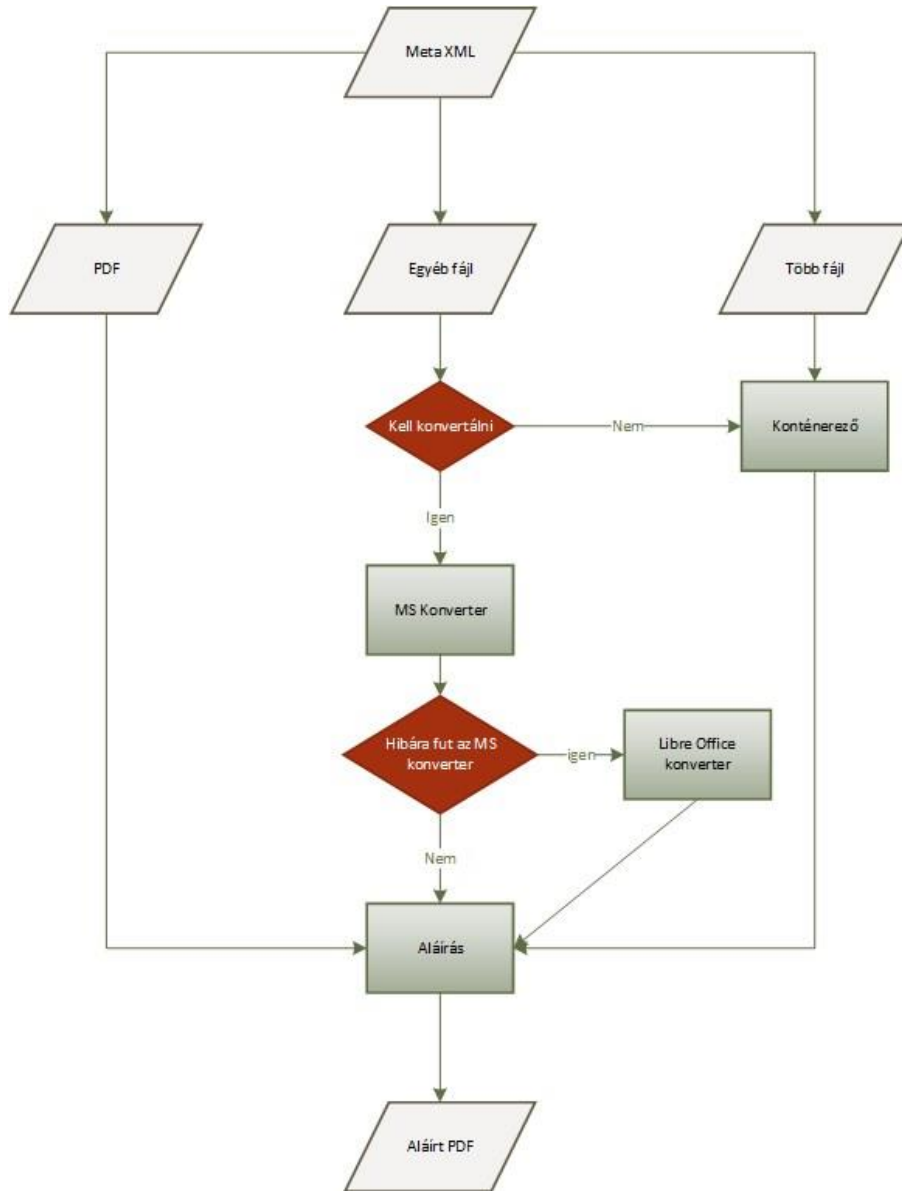 Meta XML
PDF
Egyéb fájl
Több fájl
Kell konvertálni
Nem
Konténerező
Igen
MS Konverter
Hibára fut az MS
konverter
igen
Libre Office
konverter
Nem
Aláírás
Aláírt PDF